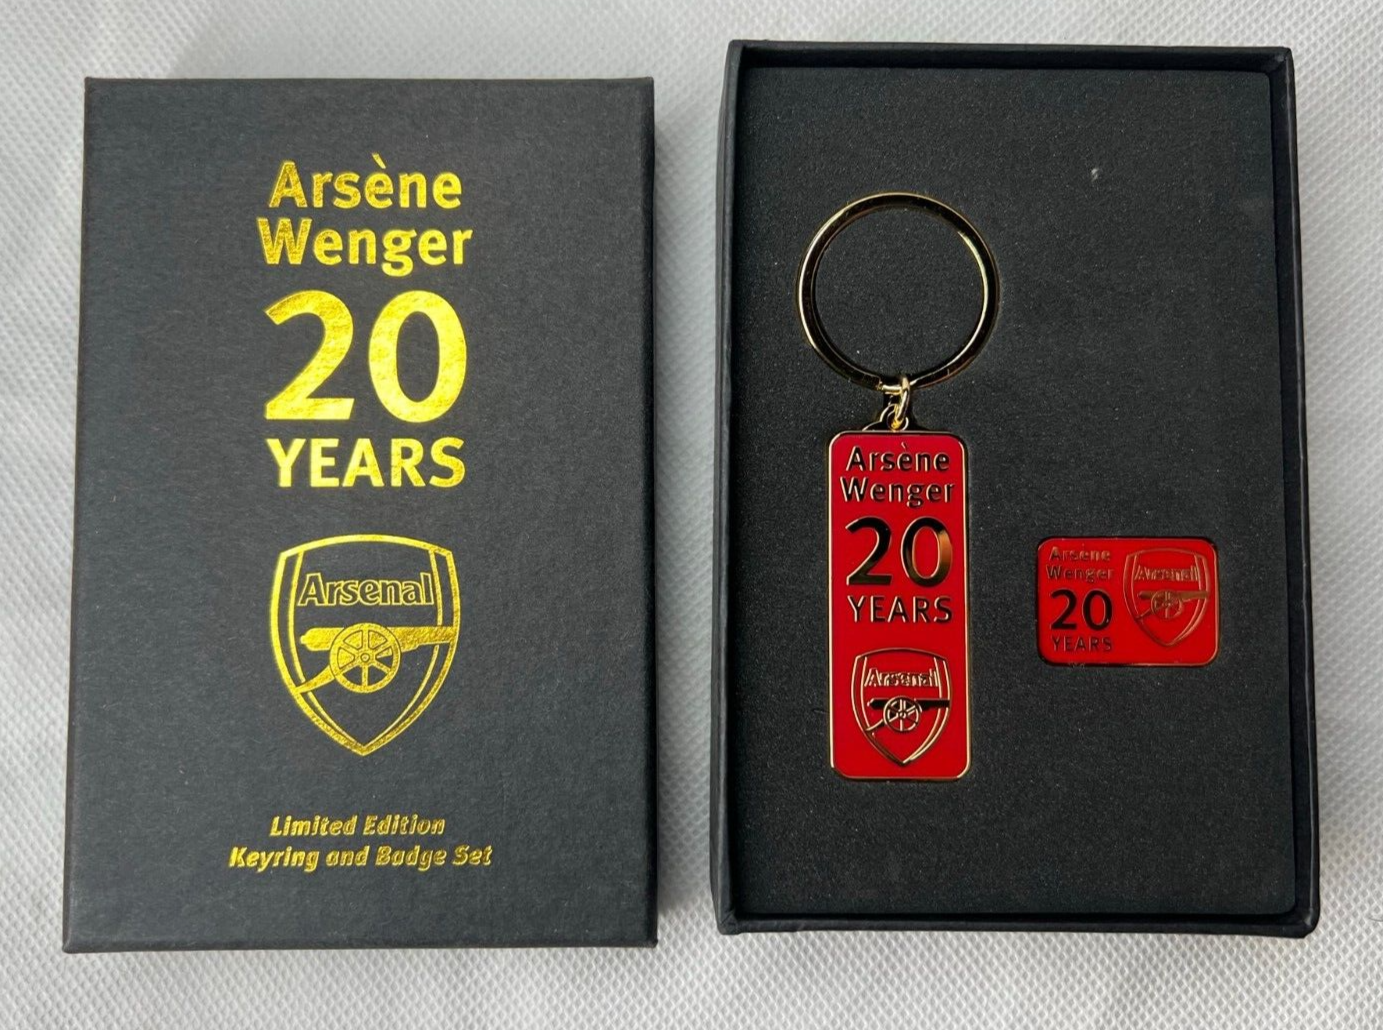 Arsène
Wenger
20
YEARS
Arsenal
Limited Edition
Keyring and Badge Set
Arsène
Wenger
20
YEARS
Arsenal
Arsène
Wenger
20
YEARS
Arsenal